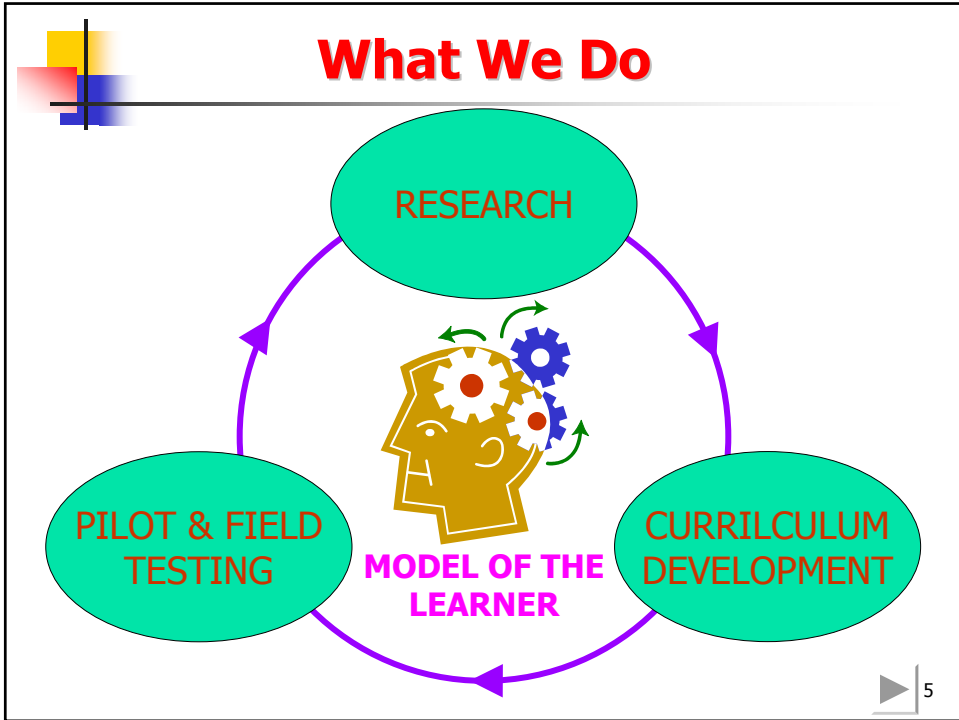 What We Do
RESEARCH
PILOT & FIELD
TESTING
MODEL OF THE
LEARNER
CURRILCULUM
DEVELOPMENT
5